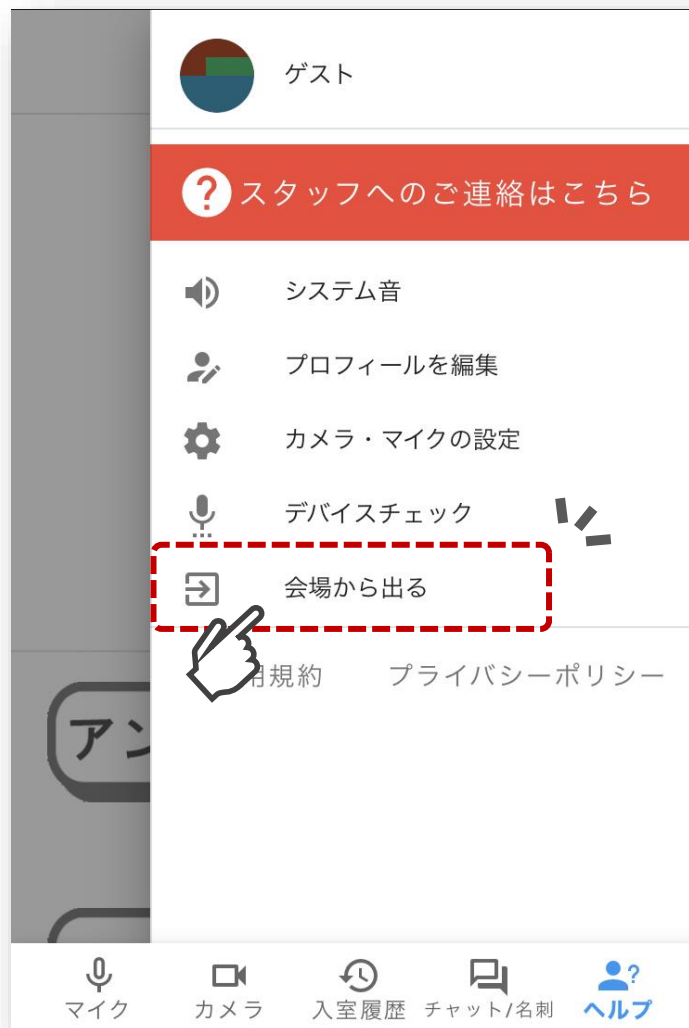 ゲスト
スタッフへのご連絡はこちら
システム音
プロフィールを編集
カメラ・マイクの設定
デバイスチェック
会場から出る
規約 プライバシーポリシー
アン
マイク カメラ 入室履歴 チャット/名刺 ヘルプ